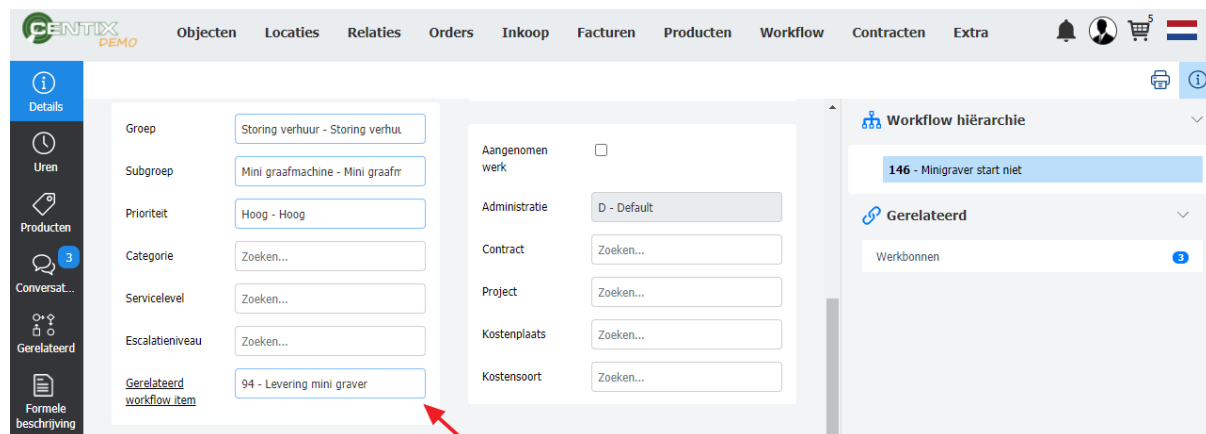 CENTIX
DEMO
Objecten Locaties Relaties Orders Inkoop Facturen Producten Workflow Contracten Extra
5
Details
Uren
Producten
3
Conversat...
Gerelateerd
Formele
beschrijving
Groep
Storing verhuur - Storing verhuu
Subgroep
Mini graafmachine - Mini graafm
Prioriteit
Hoog - Hoog
Categorie
Zoeken...
Servicelevel
Zoeken...
Escalatieniveau
Zoeken...
Gerelateerd
workflow item
94 - Levering mini graver
Aangenomen
werk
Administratie
D - Default
Contract
Zoeken...
Project
Zoeken...
Kostenplaats
Zoeken...
Kostensoort
Zoeken...
Workflow hiërarchie
146 - Minigraver start niet
Gerelateerd
Werkbonnen
3